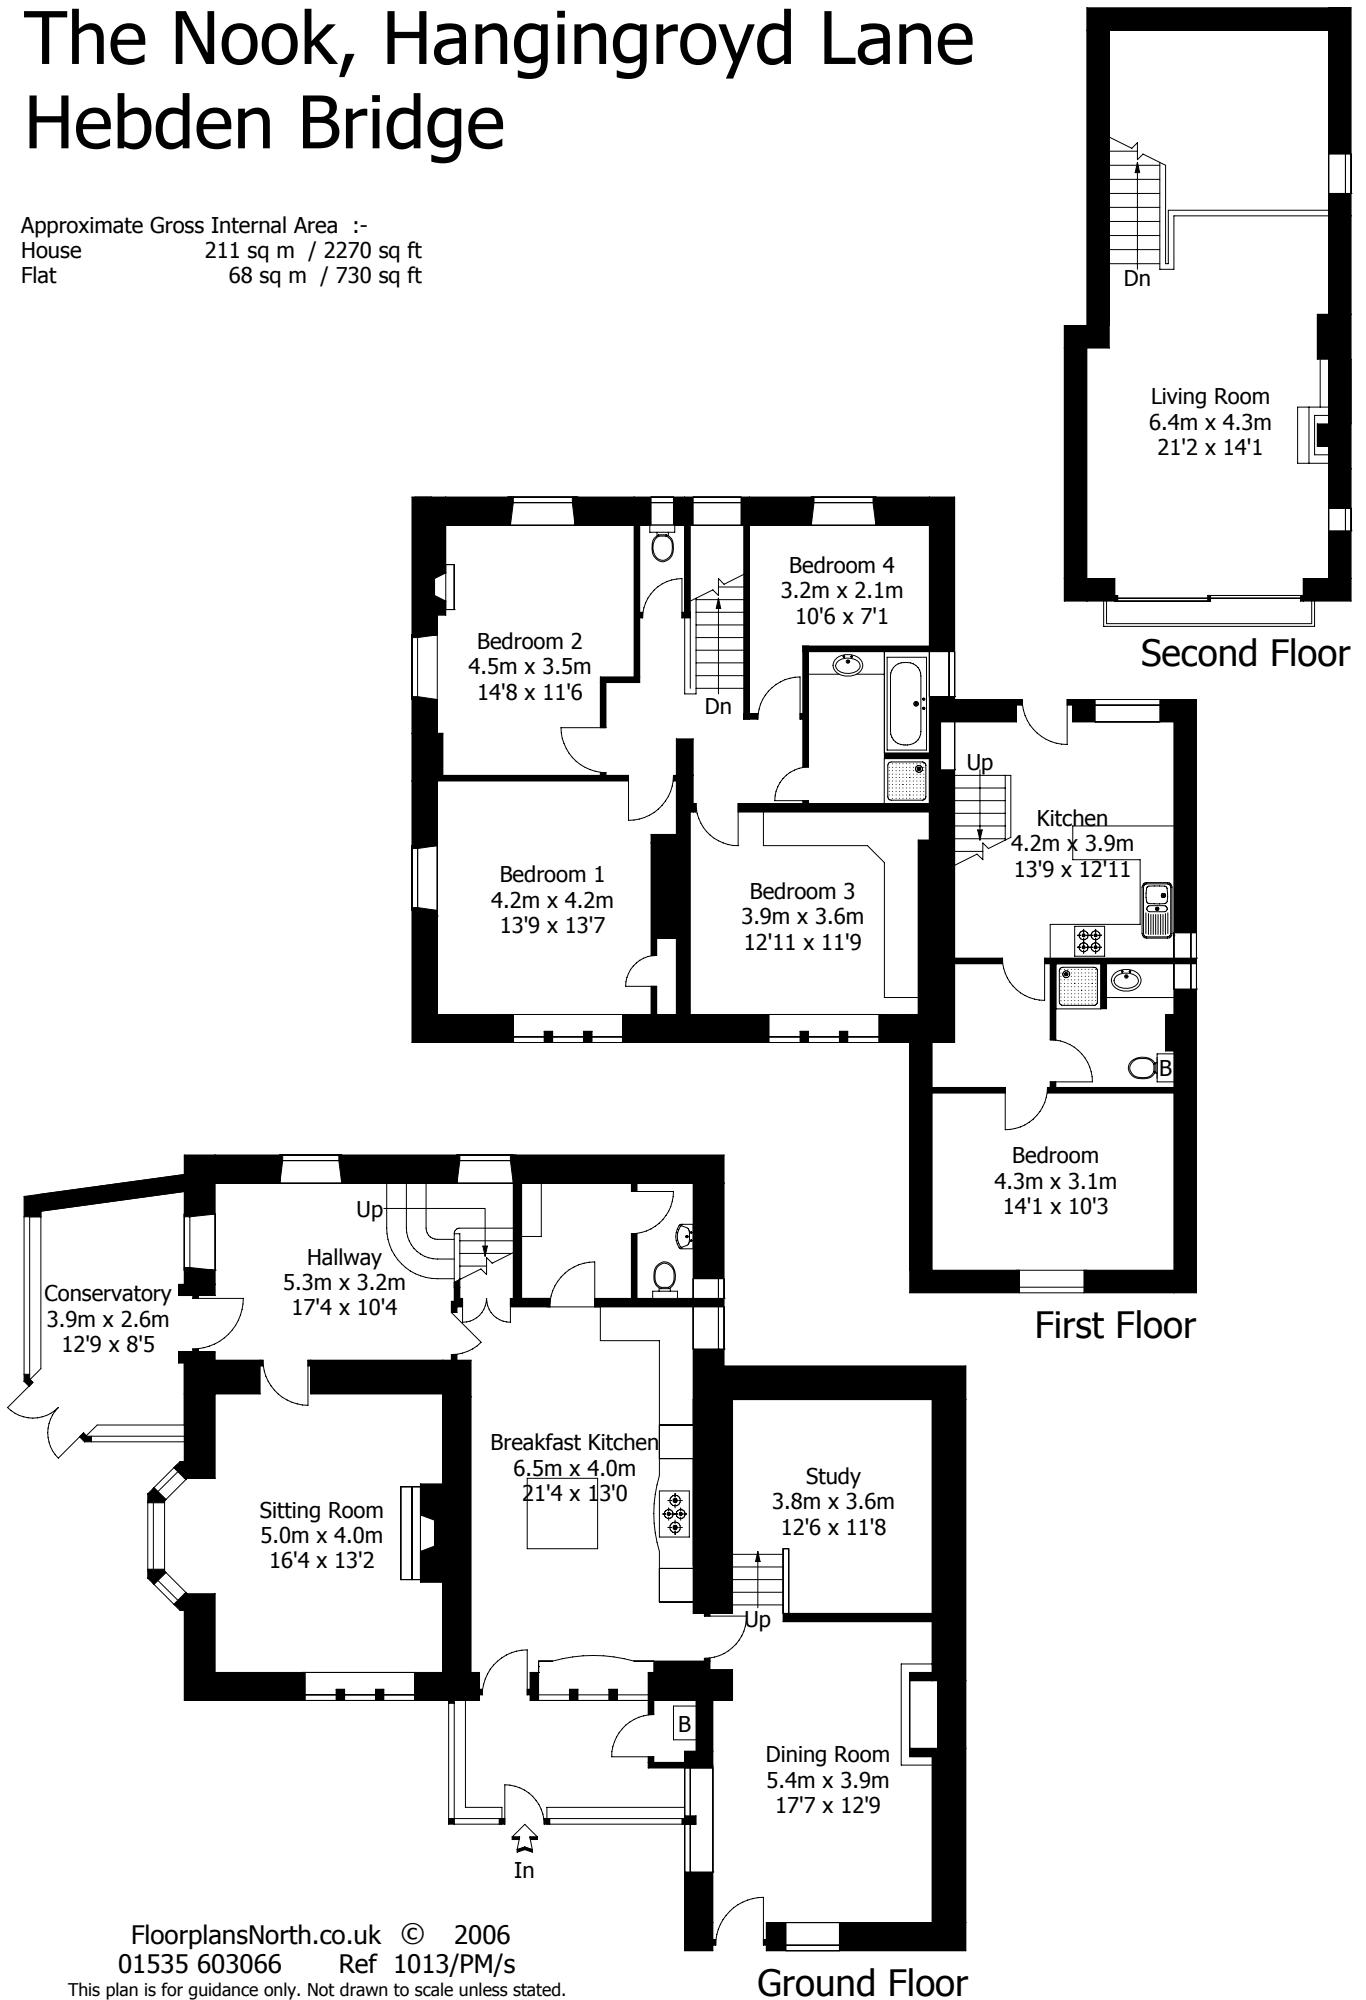 The Nook, Hangingroyd Lane
Hebden Bridge
Approximate Gross Internal Area :-
House 211 sq m / 2270 sq ft
Flat 68 sq m / 730 sq ft
Dn
Living Room
6.4m x 4.3m
21'2 x 14'1
Second Floor
Bedroom 4
3.2m x 2.1m
10'6 x 7'1
Bedroom 2
4.5m x 3.5m
14'8 x 11'6
Dn
Up
Kitchen
4.2m x 3.9m
13'9 x 12'11
Bedroom 1
4.2m x 4.2m
13'9 x 13'7
Bedroom 3
3.9m x 3.6m
12'11 x 11'9
B
Bedroom
4.3m x 3.1m
14'1 x 10'3
First Floor
Up
Hallway
5.3m x 3.2m
17'4 x 10'4
Conservatory
3.9m x 2.6m
12'9 x 8'5
Breakfast Kitchen
6.5m x 4.0m
21'4 x 13'0
Study
3.8m x 3.6m
12'6 x 11'8
Sitting Room
5.0m x 4.0m
16'4 x 13'2
Up
B
Dining Room
5.4m x 3.9m
17'7 x 12'9
In
FloorplansNorth.co.uk © 2006
01535 603066 Ref 1013/PM/s
This plan is for guidance only. Not drawn to scale unless stated.
Ground Floor